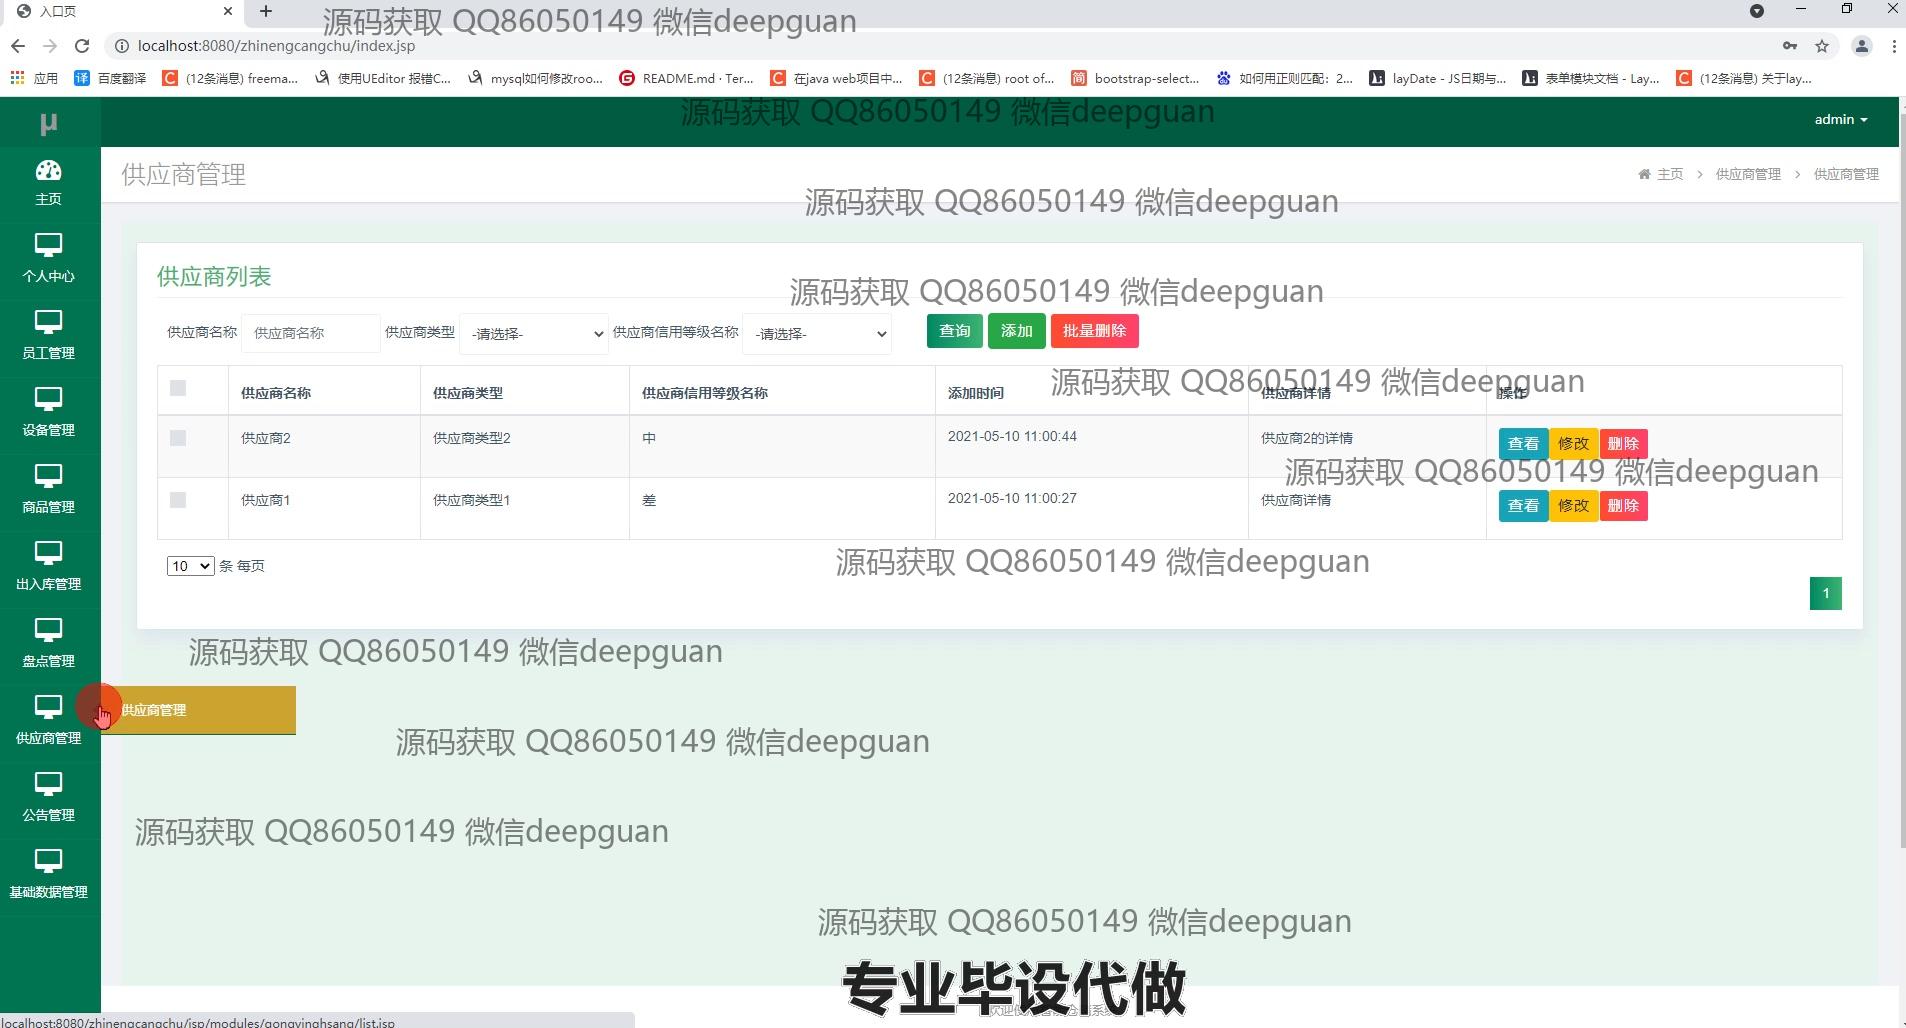 入口页
源码获取 QQ86050149 微信deepguan
localhost:8080/zhinengcangchu/index.jsp
应用 百度翻译 (12条消息) freema... 使用UEditor 报错C... mysql如何修改roo... README.md · Ter... 在java web项目中... (12条消息) root of... bootstrap-select... 如何用正则匹配：2... layDate - JS日期与... 表单模块文档 - Lay... (12条消息) 关于lay...
μ
源码获取 QQ86050149 微信deepguan
admin
供应商管理
主页 > 供应商管理 > 供应商管理
主页
源码获取 QQ86050149 微信deepguan
个人中心
供应商列表
源码获取 QQ86050149 微信deepguan
供应商名称 供应商名称 供应商类型 -请选择- 供应商信用等级名称 -请选择- 查询 添加 批量删除
员工管理
源码获取 QQ86050149 微信deepguan
供应商名称 供应商类型 供应商信用等级名称 添加时间 供应商详情 操作
设备管理
供应商2 供应商类型2 中 2021-05-10 11:00:44 供应商2的详情 查看 修改 删除
源码获取 QQ86050149 微信deepguan
供应商1 供应商类型1 差 2021-05-10 11:00:27 供应商详情 查看 修改 删除
商品管理
源码获取 QQ86050149 微信deepguan
10 条 每页
出入库管理
1
源码获取 QQ86050149 微信deepguan
盘点管理
供应商管理
供应商管理
源码获取 QQ86050149 微信deepguan
公告管理
源码获取 QQ86050149 微信deepguan
基础数据管理
源码获取 QQ86050149 微信deepguan
专业毕设代做
localhost:8080/zhinengcangchu/jsp/modules/gongyinghsang/list.jsp